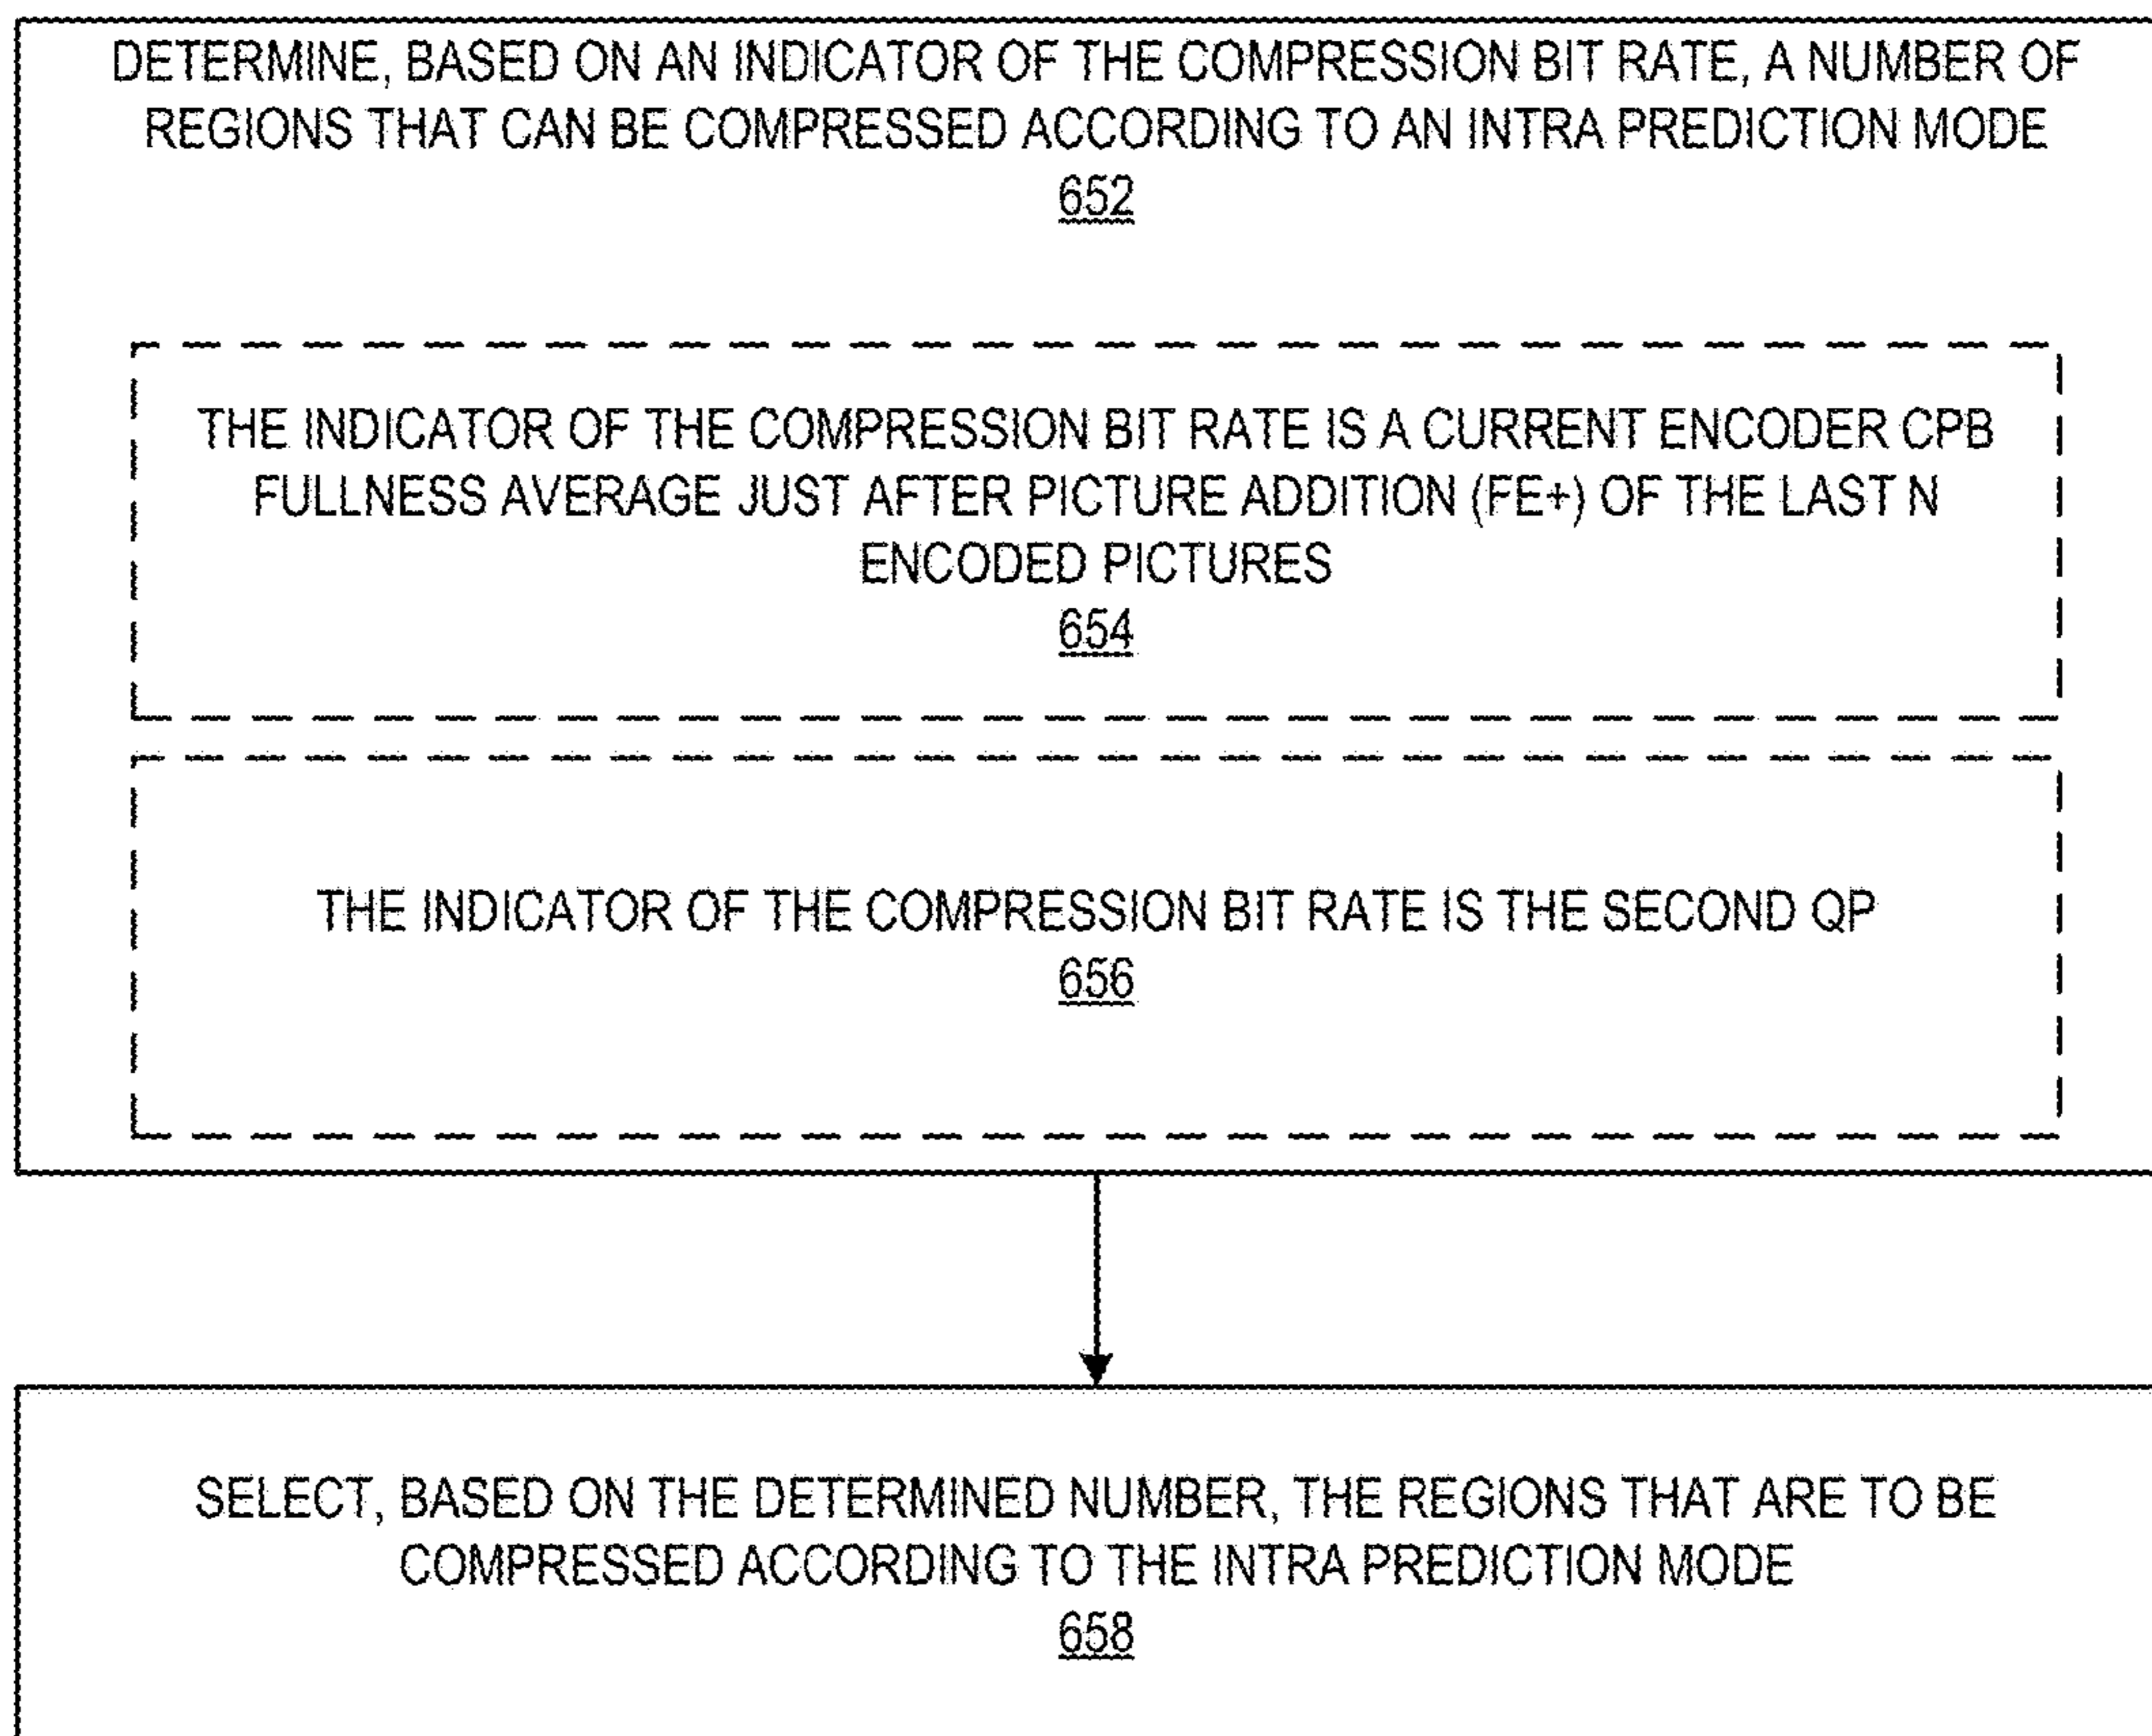 DETERMINE, BASED ON AN INDICATOR OF THE COMPRESSION BIT RATE, A NUMBER OF
REGIONS THAT CAN BE COMPRESSED ACCORDING TO AN INTRA PREDICTION MODE
652
THE INDICATOR OF THE COMPRESSION BIT RATE IS A CURRENT ENCODER CPB
FULLNESS AVERAGE JUST AFTER PICTURE ADDITION (FE+) OF THE LAST N
ENCODED PICTURES
654
THE INDICATOR OF THE COMPRESSION BIT RATE IS THE SECOND QP
656
SELECT, BASED ON THE DETERMINED NUMBER, THE REGIONS THAT ARE TO BE
COMPRESSED ACCORDING TO THE INTRA PREDICTION MODE
658